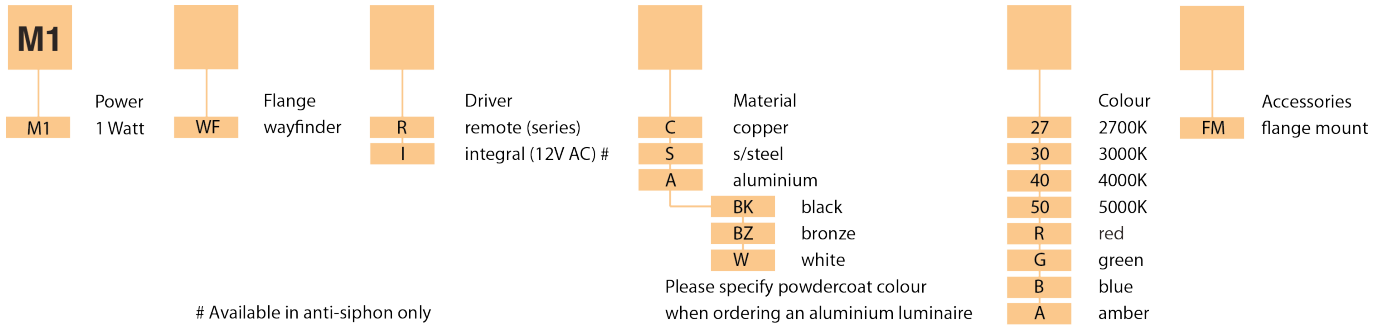 M1
Power Flange Driver Material Colour Accessories
M1 1 Watt WF wayfinder R remote (series) C copper 27 2700K FM flange mount
I integral (12V AC) # S s/steel 30 3000K
A aluminium 40 4000K
BK black 50 5000K
BZ bronze R red
W white G green
Please specify powdercoat colour B blue
# Available in anti-siphon only when ordering an aluminium luminaire A amber